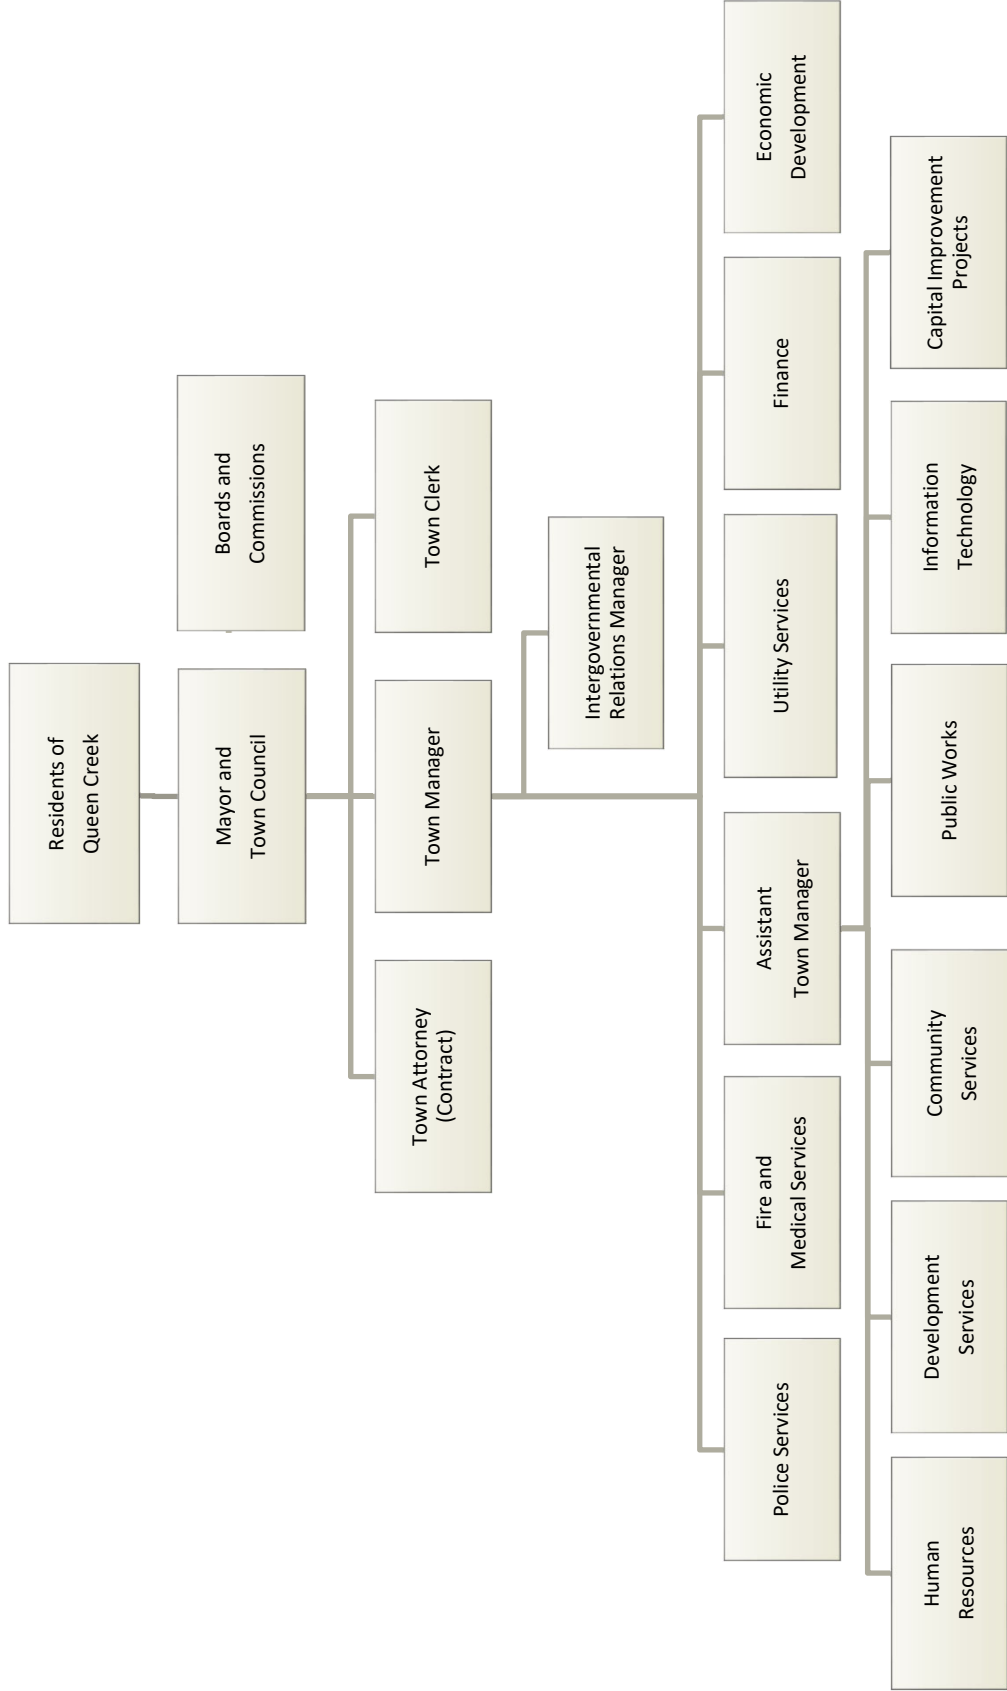 Residents of
Queen Creek
Mayor and
Town Council
Boards and
Commissions
Town Attorney
(Contract)
Town Manager
Town Clerk
Intergovernmental
Relations Manager
Police Services
Fire and
Medical Services
Assistant
Town Manager
Utility Services
Finance
Economic
Development
Human
Resources
Development
Services
Community
Services
Public Works
Information
Technology
Capital Improvement
Projects